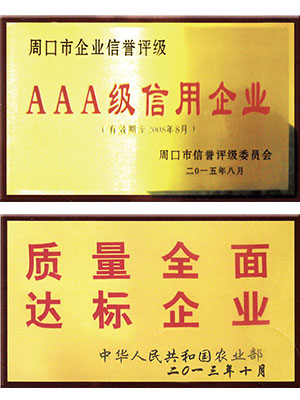 周口市企业信誉评级
AAA级信用企业
(有效期至2008年8月)
周口市信誉评级委员会
二○一五年八月
质量全面
达标企业
中华人民共和国农业部
二〇一三年十月